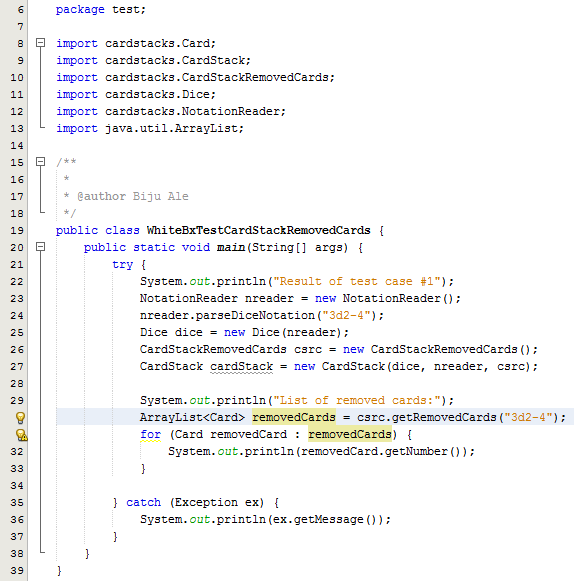 6 package test;
7
8 import cardstacks.Card;
9 import cardstacks.CardStack;
10 import cardstacks.CardStackRemovedCards;
11 import cardstacks.Dice;
12 import cardstacks.NotationReader;
13 import java.util.ArrayList;
14
15 /**
16 *
17 * @author Biju Ale
18 */
19 public class WhiteBxTestCardStackRemovedCards {
20 public static void main(String[] args) {
21 try {
22 System.out.println("Result of test case #1");
23 NotationReader nreader = new NotationReader();
24 nreader.parseDiceNotation("3d2-4");
25 Dice dice = new Dice(nreader);
26 CardStackRemovedCards csrc = new CardStackRemovedCards();
27 CardStack cardStack = new CardStack(dice, nreader, csrc);
28
29 System.out.println("List of removed cards:");
ArrayList<Card> removedCards = csrc.getRemovedCards("3d2-4");
for (Card removedCard : removedCards) {
32 System.out.println(removedCard.getNumber());
33 }
34
35 } catch (Exception ex) {
36 System.out.println(ex.getMessage());
37 }
38 }
39 }